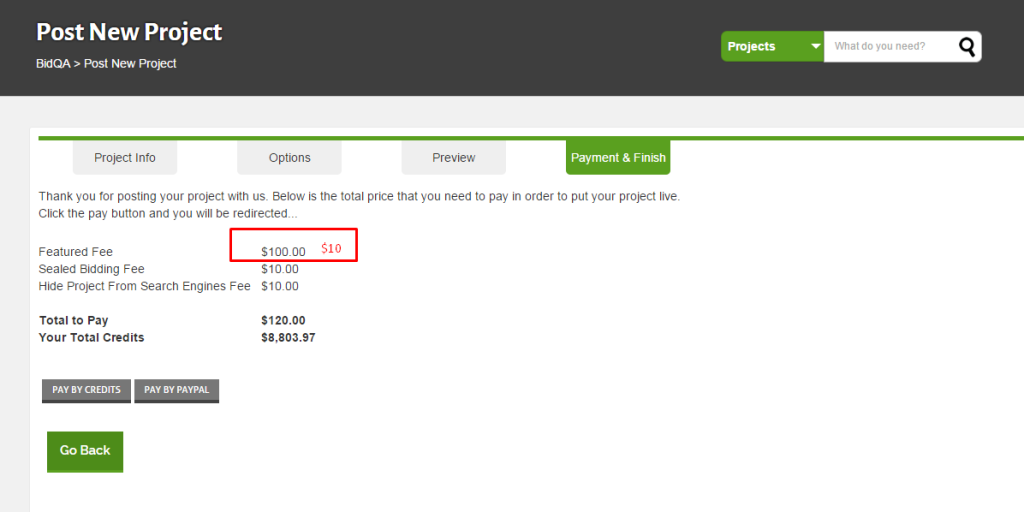 Post New Project
BidQA > Post New Project
Projects
What do you need?
Project Info
Options
Preview
Payment & Finish
Thank you for posting your project with us. Below is the total price that you need to pay in order to put your project live.
Click the pay button and you will be redirected...
Featured Fee $100.00 $10
Sealed Bidding Fee $10.00
Hide Project From Search Engines Fee $10.00
Total to Pay $120.00
Your Total Credits $8,803.97
PAY BY CREDITS PAY BY PAYPAL
Go Back